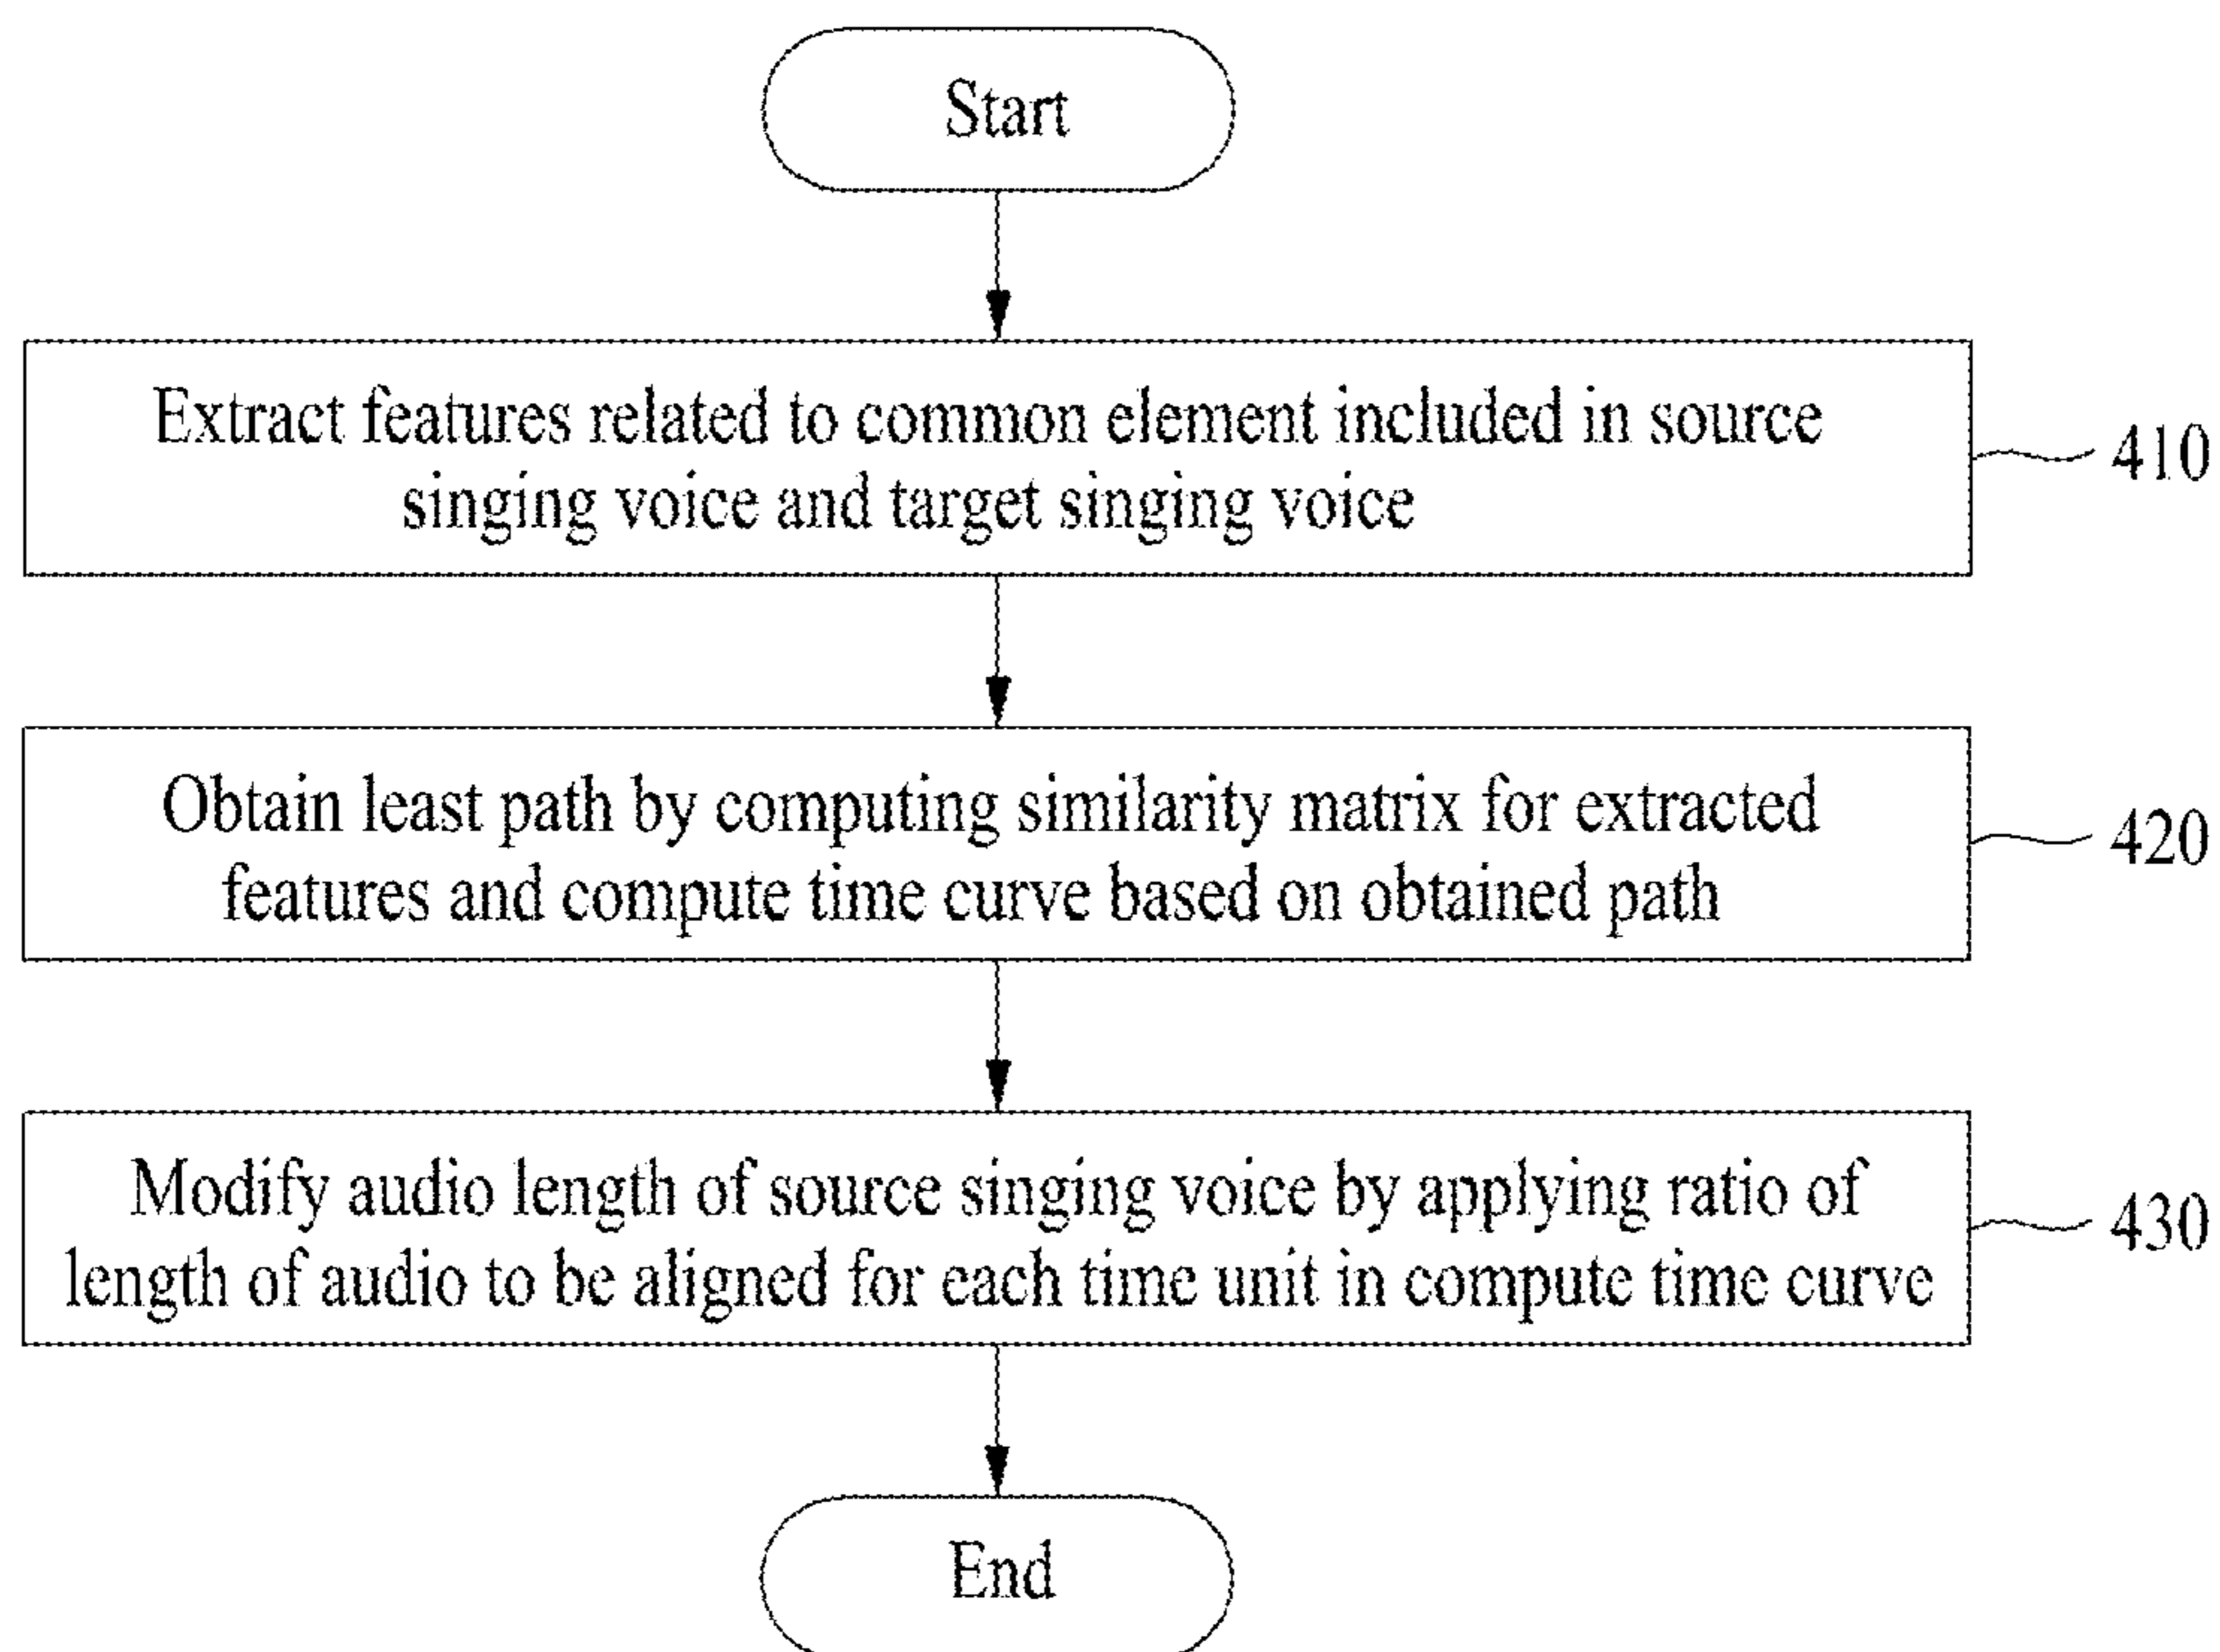 Start
Extract features related to common element included in source
singing voice and target singing voice
410
Obtain least path by computing similarity matrix for extracted
features and compute time curve based on obtained path
420
Modify audio length of source singing voice by applying ratio of
length of audio to be aligned for each time unit in compute time curve
430
End